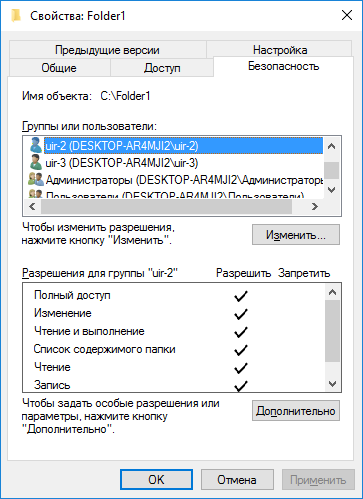 Свойства: Folder1
Предыдущие версии
Настройка
Общие
Доступ
Безопасность
Имя объекта: C:\Folder1
Группы или пользователи:
uir-2 (DESKTOP-AR4MJI2\uir-2)
uir-3 (DESKTOP-AR4MJI2\uir-3)
Администраторы (DESKTOP-AR4MJI2\Администраторы
Пользователи (DESKTOP-AR4MJI2\Пользователи)
Чтобы изменить разрешения,
нажмите кнопку "Изменить".
Изменить...
Разрешения для группы "uir-2" Разрешить Запретить
Полный доступ
Изменение
Чтение и выполнение
Список содержимого папки
Чтение
Запись
Чтобы задать особые разрешения или
параметры, нажмите кнопку
"Дополнительно".
Дополнительно
OK
Отмена
Применить